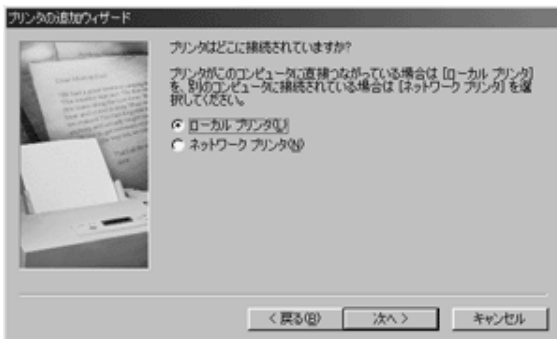 プリンタの追加ウィザード
プリンタはどこに接続されていますか?
プリンタがこのコンピュータに直接つながっている場合は [ローカル プリンタ]
を、別のコンピュータに接続されている場合は [ネットワーク プリンタ] を選
択してください。
ローカル プリンタ(L)
ネットワーク プリンタ(N)
< 戻る(B)
次へ >
キャンセル